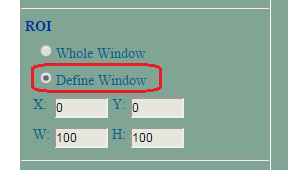 ROI
Whole Window
Define Window
X: 0 Y: 0
W: 100 H: 100